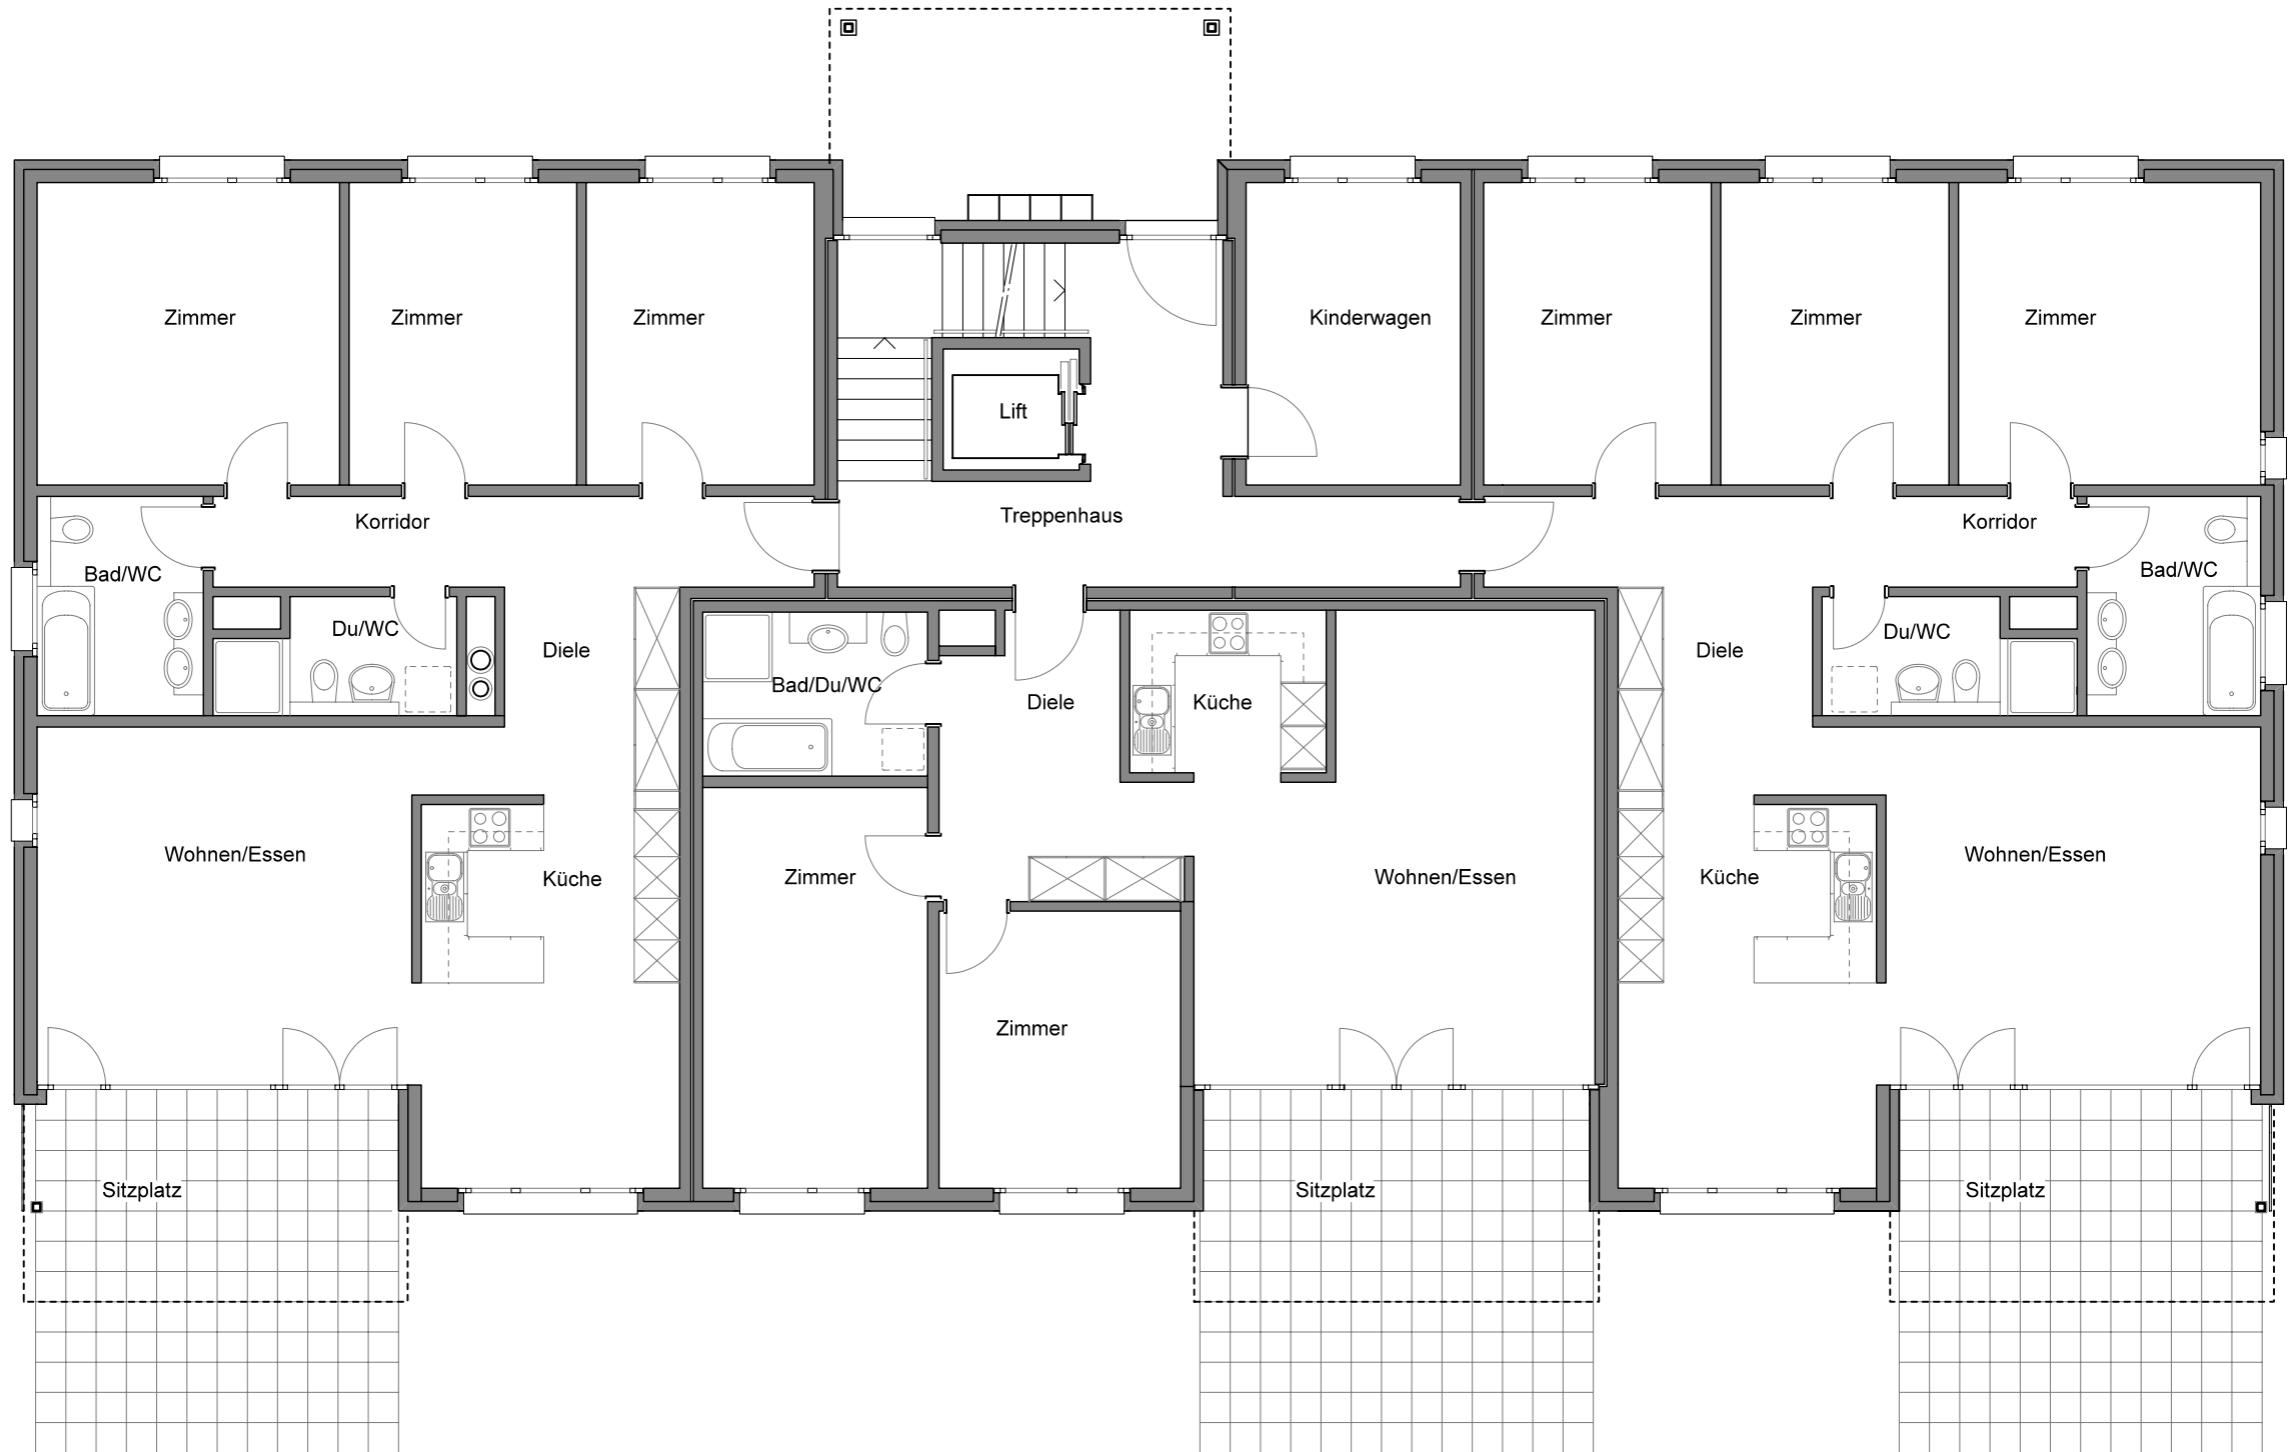 Zimmer
Zimmer
Zimmer
Kinderwagen
Zimmer
Zimmer
Zimmer
Lift
Korridor
Treppenhaus
Korridor
Bad/WC
Bad/WC
Du/WC
Du/WC
Diele
Diele
Bad/Du/WC
Diele
Küche
Wohnen/Essen
Küche
Zimmer
Wohnen/Essen
Küche
Wohnen/Essen
Zimmer
Sitzplatz
Sitzplatz
Sitzplatz